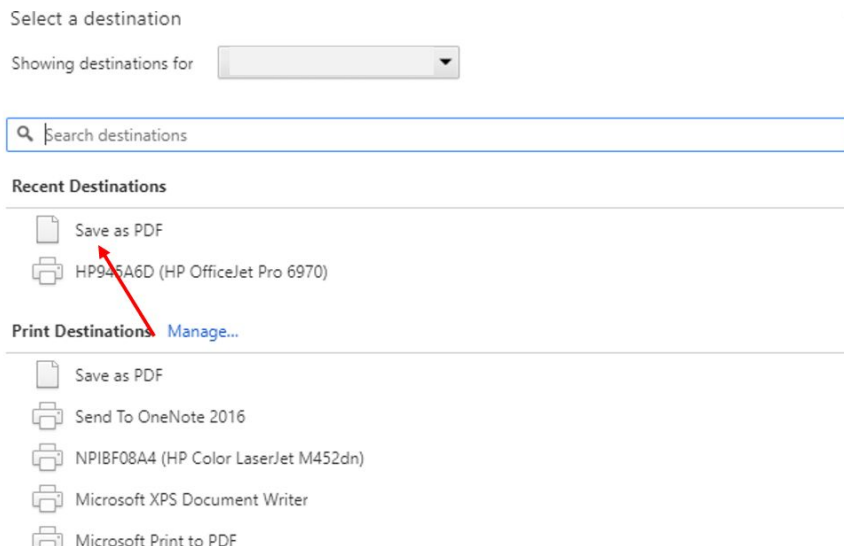 Select a destination
Showing destinations for
Search destinations
Recent Destinations
Save as PDF
HP945A6D (HP OfficeJet Pro 6970)
Print Destinations Manage...
Save as PDF
Send To OneNote 2016
NPIBF08A4 (HP Color LaserJet M452dn)
Microsoft XPS Document Writer
Microsoft Print to PDF